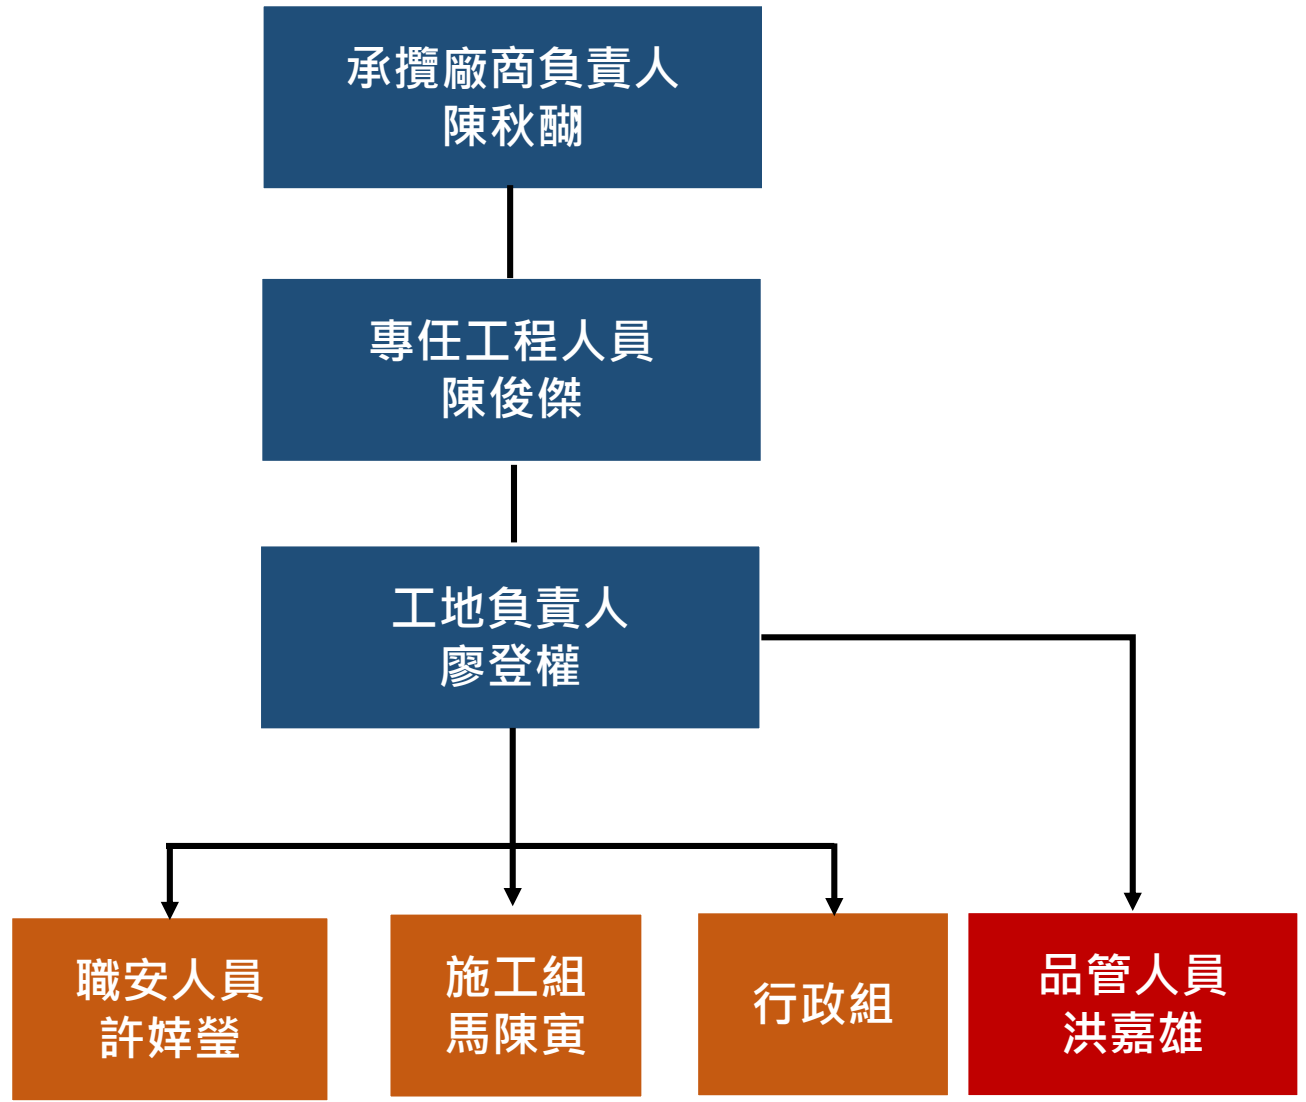 承攬廠商負責人
陳秋醐
專任工程人員
陳俊傑
工地負責人
廖登權
職安人員
許婞瑩
施工組
馬陳寅
行政組
品管人員
洪嘉雄